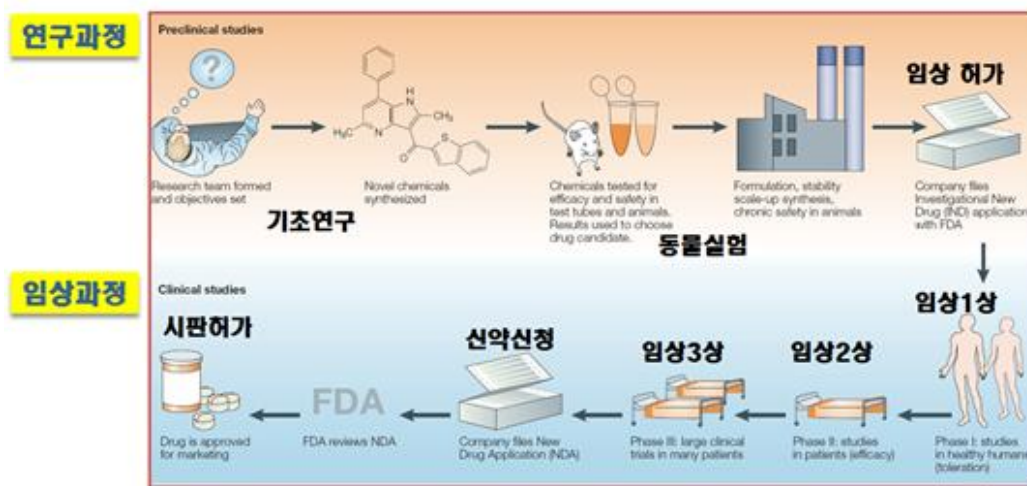 연구과정
Preclinical studies
임상 허가
?
H
N
CH₃
H₃C
N
S
O
Research team formed
and objectives set
Novel chemicals
synthesized
Chemicals tested for
efficacy and safety in
test tubes and animals.
Results used to choose
drug candidate.
Formulation, stability
scale-up synthesis,
chronic safety in animals
Company files
Investigational New
Drug (IND) application
with FDA
기초연구
동물실험
임상과정
Clinical studies
시판허가
신약신청
임상3상
임상2상
임상1상
FDA
Drug is approved
for marketing
FDA reviews NDA
Company files New
Drug Application (NDA)
Phase III: large clinical
trials in many patients
Phase II: studies
in patients (efficacy)
Phase I: studies
in healthy humans
(toleration)